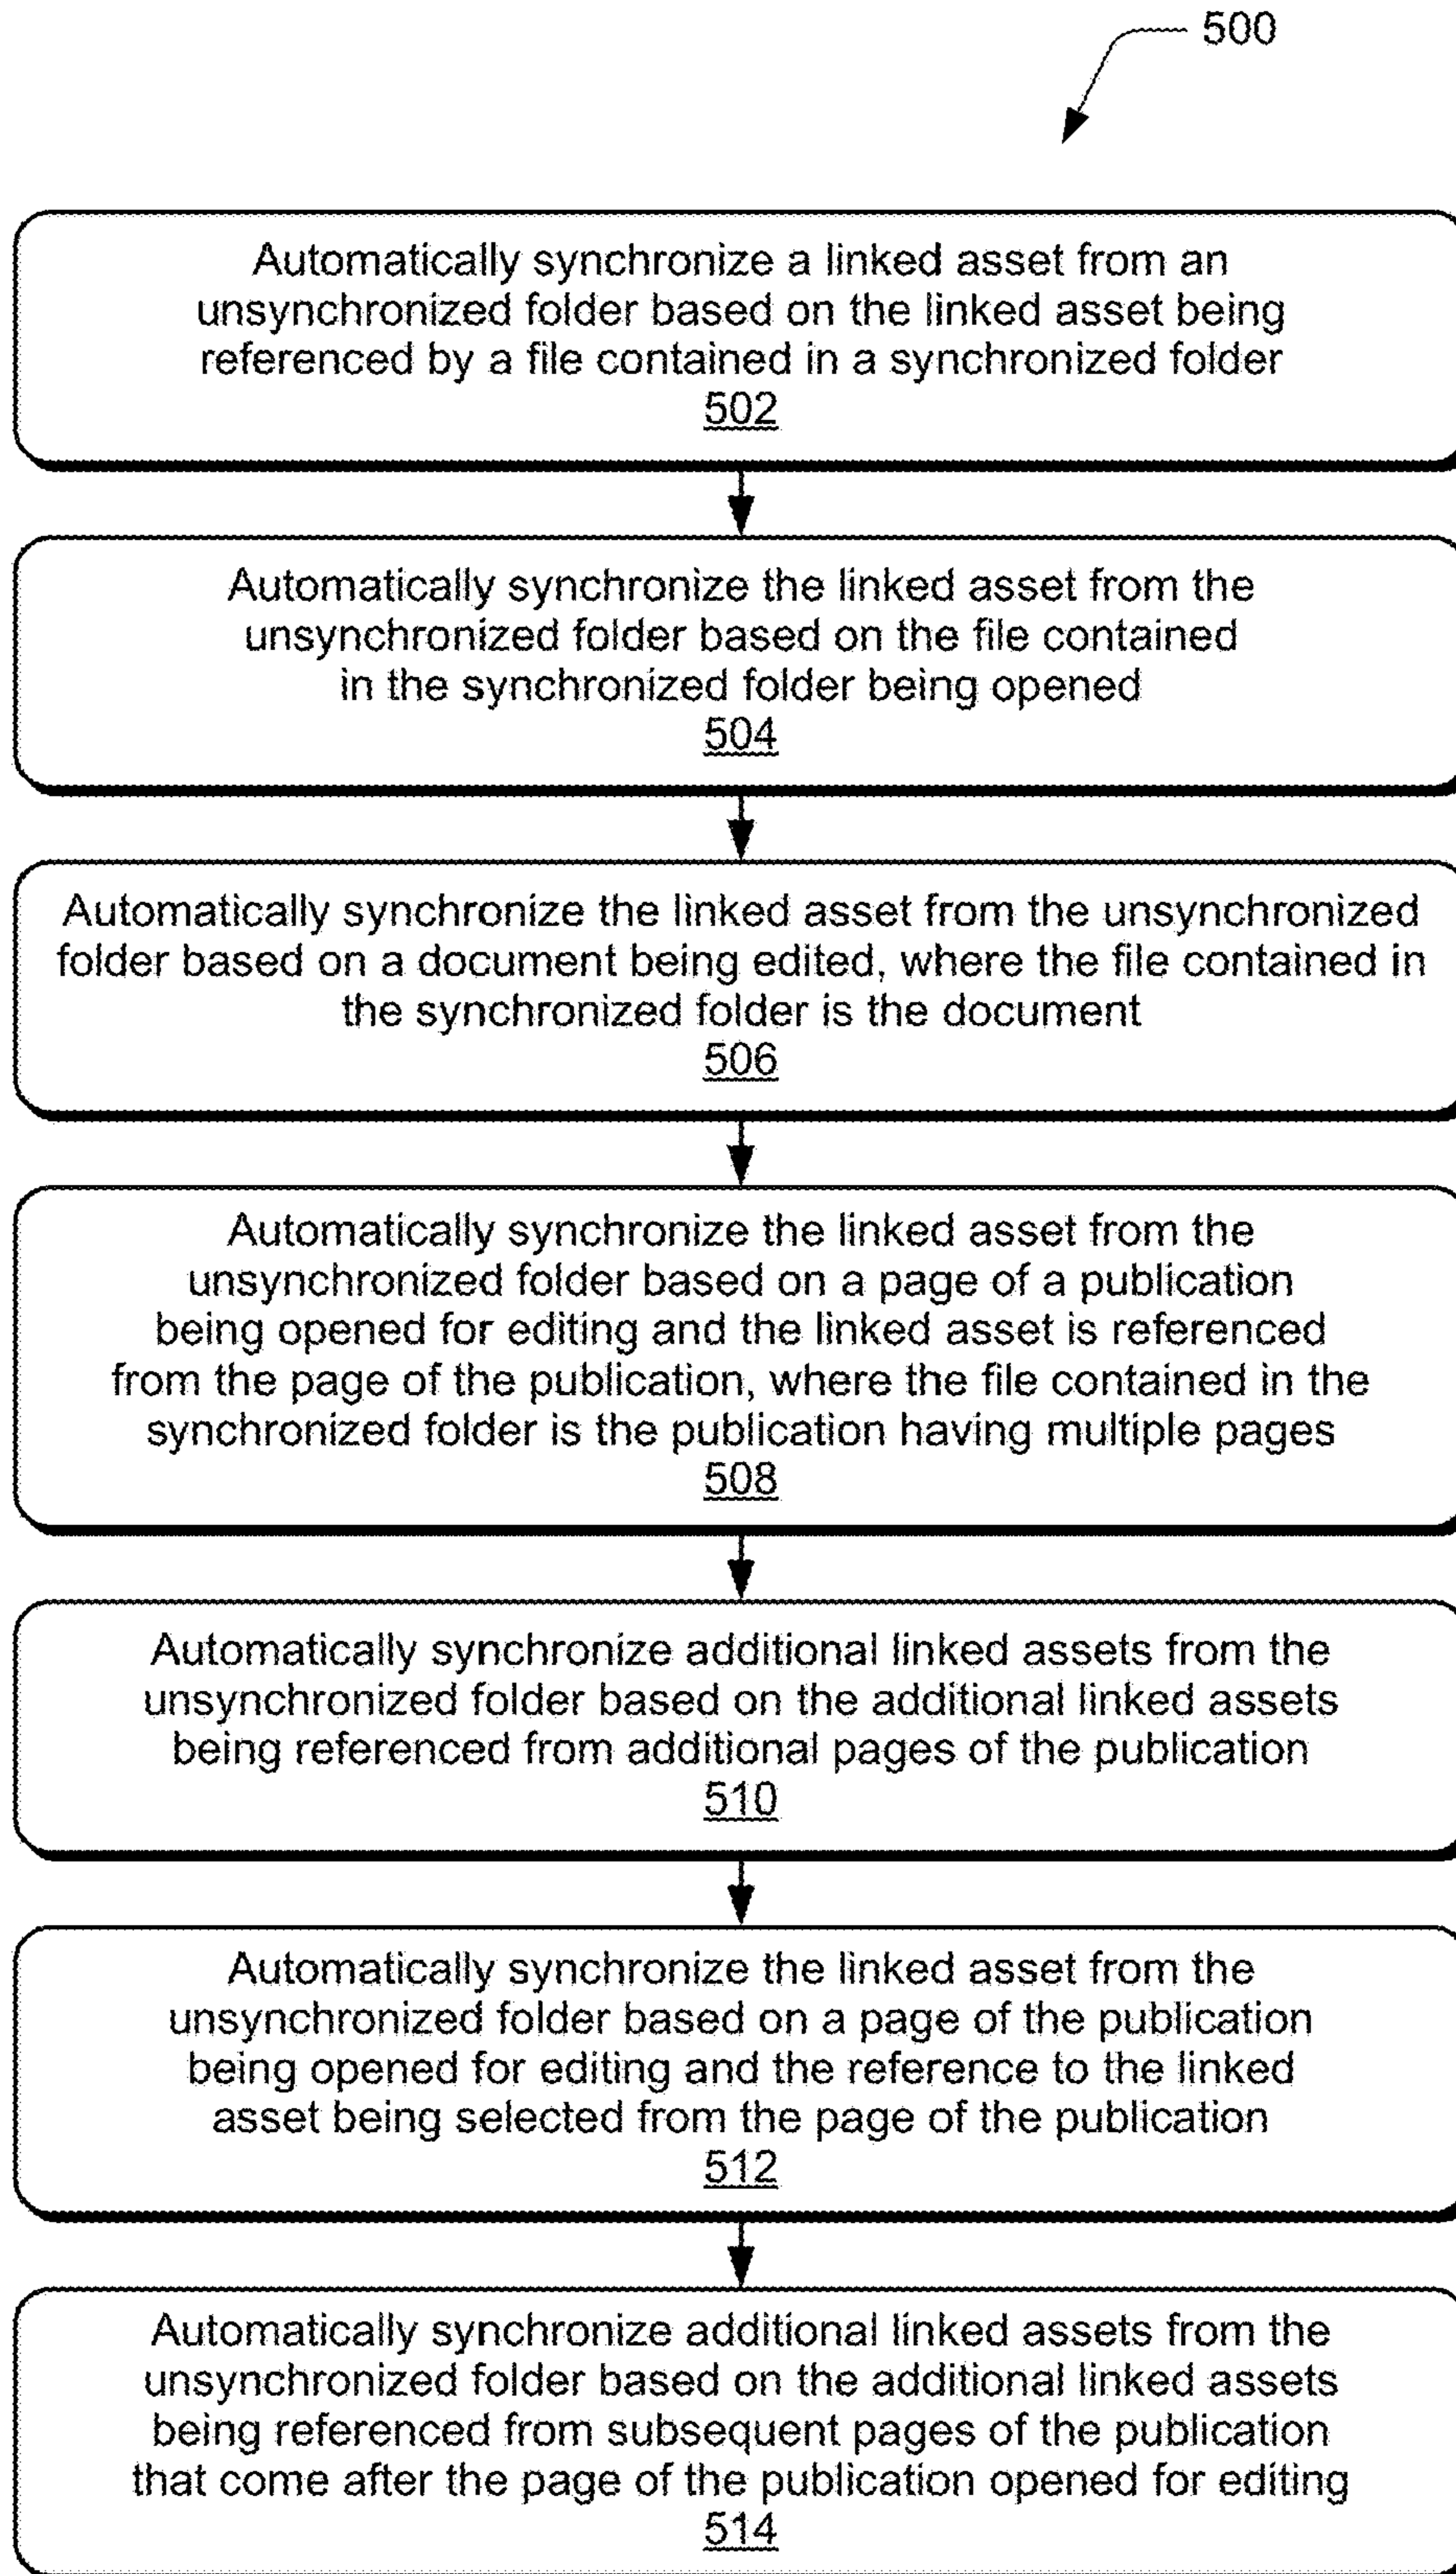 500
Automatically synchronize a linked asset from an
unsynchronized folder based on the linked asset being
referenced by a file contained in a synchronized folder
502
Automatically synchronize the linked asset from the
unsynchronized folder based on the file contained
in the synchronized folder being opened
504
Automatically synchronize the linked asset from the unsynchronized
folder based on a document being edited, where the file contained in
the synchronized folder is the document
506
Automatically synchronize the linked asset from the
unsynchronized folder based on a page of a publication
being opened for editing and the linked asset is referenced
from the page of the publication, where the file contained in the
synchronized folder is the publication having multiple pages
508
Automatically synchronize additional linked assets from the
unsynchronized folder based on the additional linked assets
being referenced from additional pages of the publication
510
Automatically synchronize the linked asset from the
unsynchronized folder based on a page of the publication
being opened for editing and the reference to the linked
asset being selected from the page of the publication
512
Automatically synchronize additional linked assets from the
unsynchronized folder based on the additional linked assets
being referenced from subsequent pages of the publication
that come after the page of the publication opened for editing
514